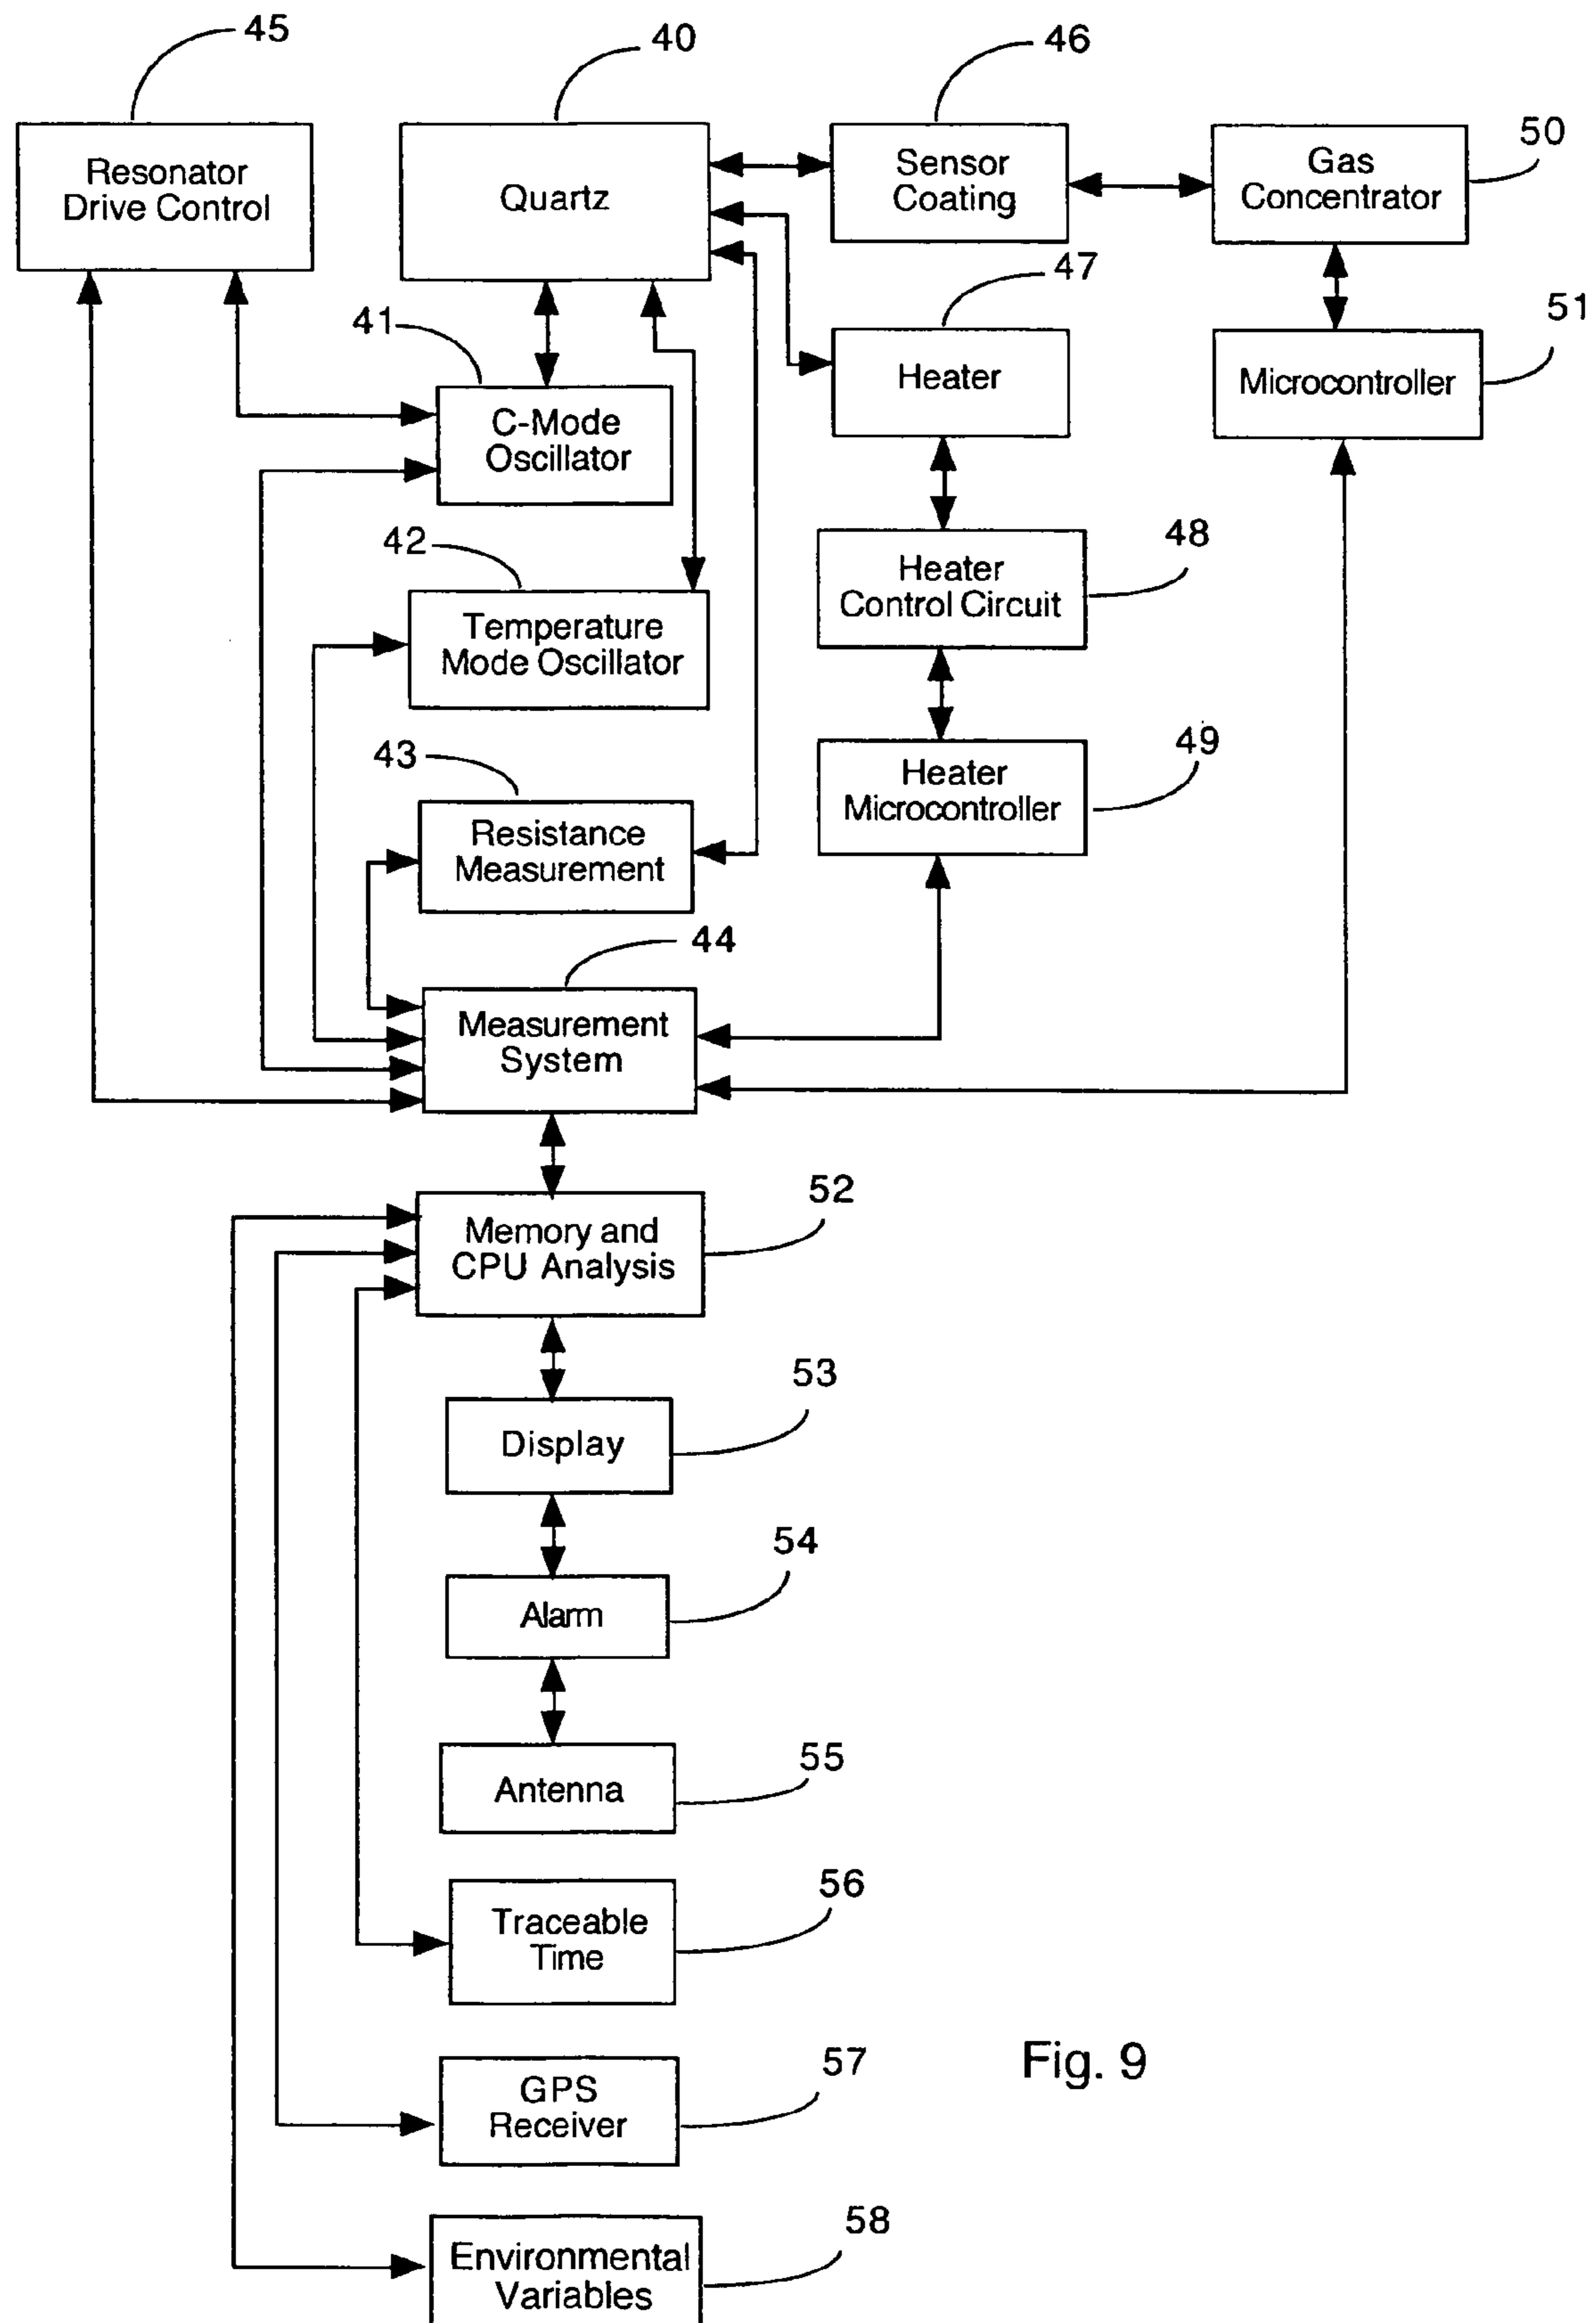 45
40
46
50
Resonator
Drive Control
Quartz
Sensor
Coating
Gas
Concentrator
47
51
41
Heater
Microcontroller
C-Mode
Oscillator
42
48
Heater
Control Circuit
Temperature
Mode Oscillator
43
49
Heater
Microcontroller
Resistance
Measurement
44
Measurement
System
52
Memory and
CPU Analysis
53
Display
54
Alarm
55
Antenna
56
Traceable
Time
57
GPS
Receiver
Fig. 9
58
Environmental
Variables